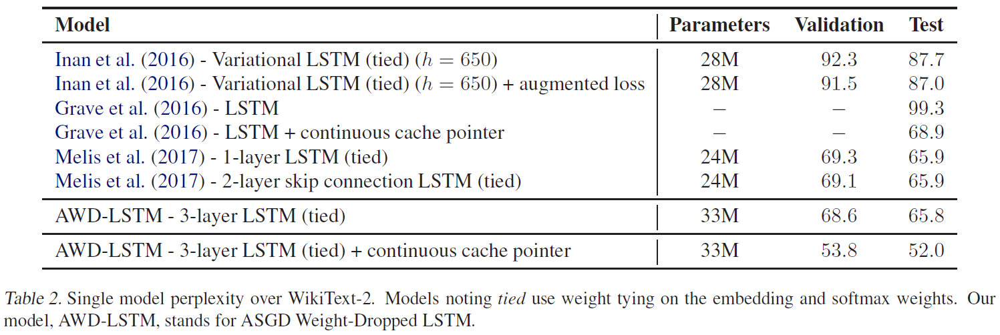 Model Parameters Validation Test
Inan et al. (2016) - Variational LSTM (tied) (h = 650) 28M 92.3 87.7
Inan et al. (2016) - Variational LSTM (tied) (h = 650) + augmented loss 28M 91.5 87.0
Grave et al. (2016) - LSTM − − 99.3
Grave et al. (2016) - LSTM + continuous cache pointer − − 68.9
Melis et al. (2017) - 1-layer LSTM (tied) 24M 69.3 65.9
Melis et al. (2017) - 2-layer skip connection LSTM (tied) 24M 69.1 65.9
AWD-LSTM - 3-layer LSTM (tied) 33M 68.6 65.8
AWD-LSTM - 3-layer LSTM (tied) + continuous cache pointer 33M 53.8 52.0
Table 2. Single model perplexity over WikiText-2. Models noting tied use weight tying on the embedding and softmax weights. Our
model, AWD-LSTM, stands for ASGD Weight-Dropped LSTM.